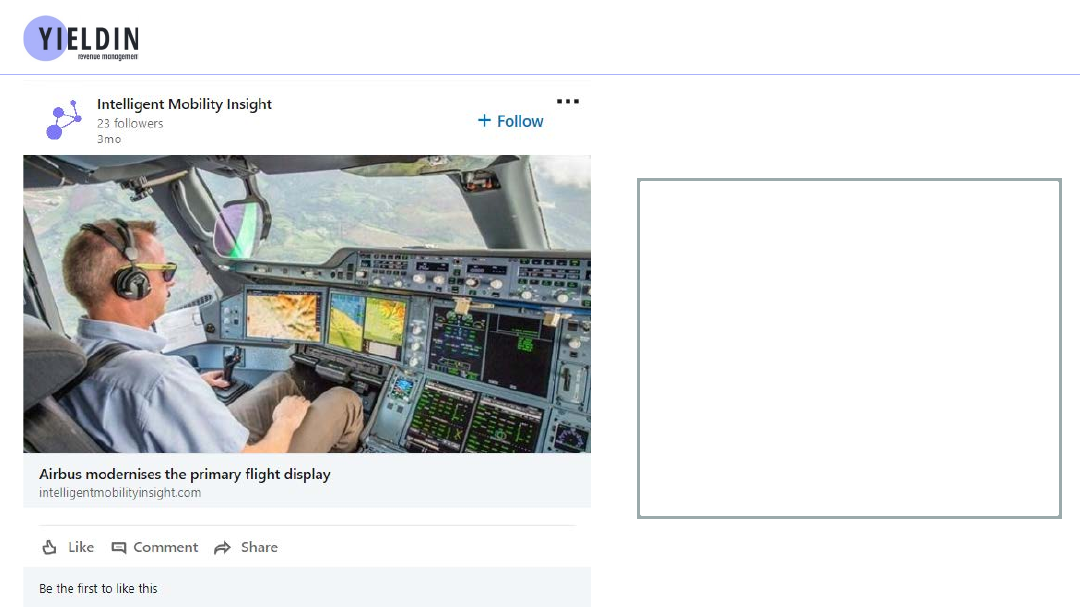 YIELDIN
revenue management
Intelligent Mobility Insight
23 followers
3mo
+ Follow
Airbus modernises the primary flight display
intelligentmobilityinsight.com
Like
Comment
Share
Be the first to like this